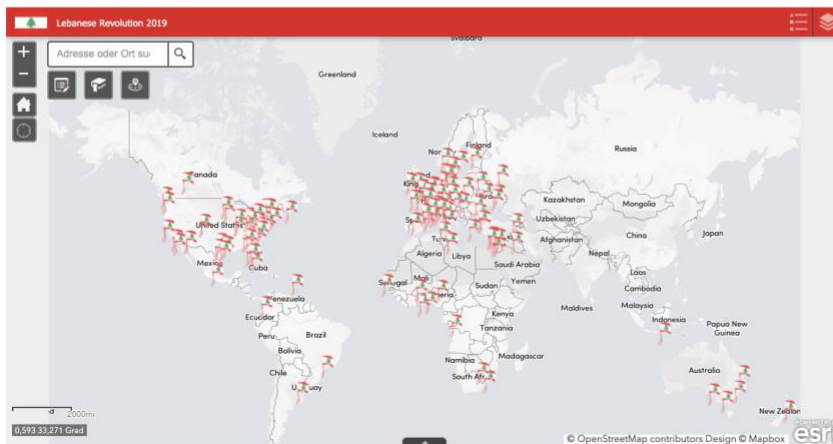 Lebanese Revolution 2019
+
Adresse oder Ort su
−
Svalbard
Greenland
Iceland
Finland
Nor
Russia
Canada
King
United States
Kazakhstan
Mongolia
Uzbekistan
Japan
China
Afghanistan
Nepal
Mexico
Cuba
Algeria
Libya
Saudi Arabia
Laos
Senegal
Mali
Sudan
Yemen
Cambodia
Venezuela
Maldives
Malaysia
Ecuador
Kenya
Indonesia
Peru
Brazil
Tanzania
Papua New
Guinea
Bolivia
Madagascar
Namibia
Chile
South Afr
Australia
New Zealan
2000mi
0,593 33,271 Grad
© OpenStreetMap contributors Design © Mapbox
esri